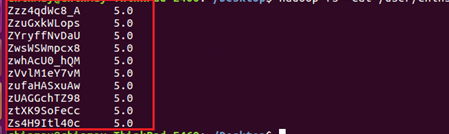 Zzz4qdWc8_A 5.0
ZzuGxkWLops 5.0
ZYryffNvDaU 5.0
ZwsWSWmpcx8 5.0
zwhAcU0_hQM 5.0
zVvlM1eY7vM 5.0
zufaHASxuAw 5.0
zUAGGchTZ98 5.0
ztXK9SoFeCc 5.0
Zs4H9Itl40c 5.0